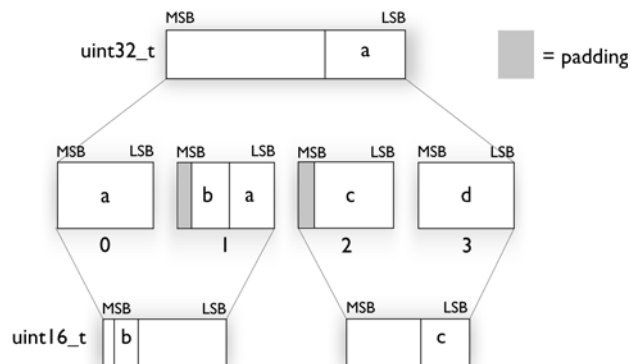 MSB LSB
uint32_t a = padding
MSB LSB MSB LSB MSB LSB MSB LSB
a b a c d
0 1 2 3
MSB LSB MSB LSB
uint16_t b c